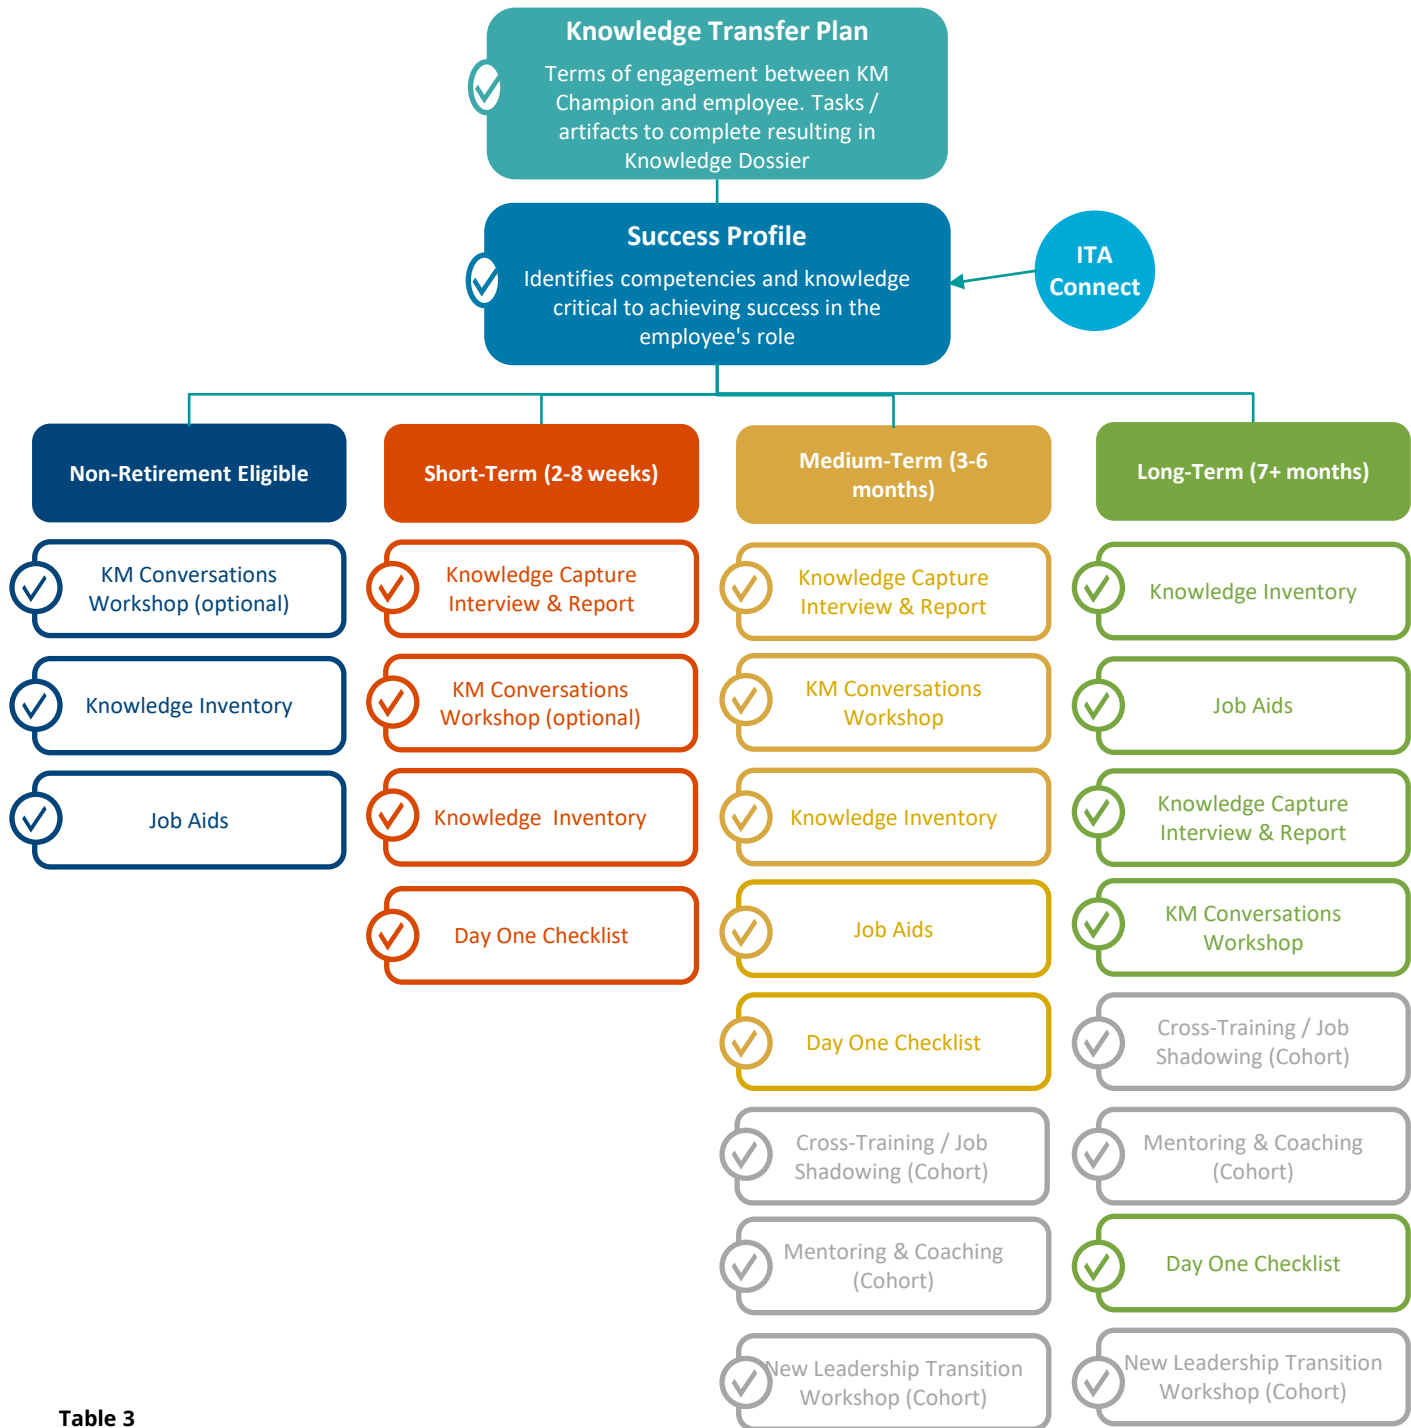 Knowledge Transfer Plan
Terms of engagement between KM
Champion and employee. Tasks /
artifacts to complete resulting in
Knowledge Dossier
Success Profile
Identifies competencies and knowledge
critical to achieving success in the
employee's role
ITA
Connect
Non-Retirement Eligible
KM Conversations
Workshop (optional)
Knowledge Inventory
Job Aids
Short-Term (2-8 weeks)
Knowledge Capture
Interview & Report
KM Conversations
Workshop (optional)
Knowledge  Inventory
Day One Checklist
Medium-Term (3-6
months)
Knowledge Capture
Interview & Report
KM Conversations
Workshop
Knowledge Inventory
Job Aids
Day One Checklist
Cross-Training / Job
Shadowing (Cohort)
Mentoring & Coaching
(Cohort)
New Leadership Transition
Workshop (Cohort)
Long-Term (7+ months)
Knowledge Inventory
Job Aids
Knowledge Capture
Interview & Report
KM Conversations
Workshop
Cross-Training / Job
Shadowing (Cohort)
Mentoring & Coaching
(Cohort)
Day One Checklist
New Leadership Transition
Workshop (Cohort)
Table 3